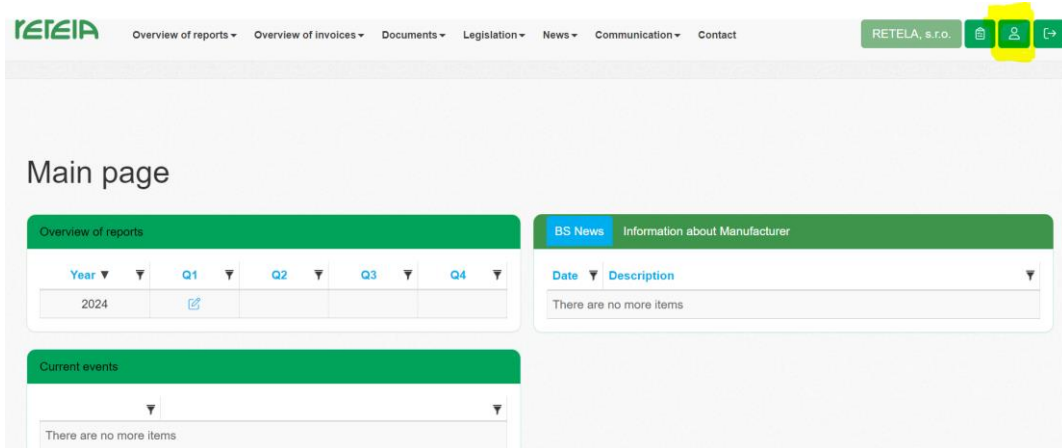 RETELA
Overview of reports Overview of invoices Documents Legislation News Communication Contact RETELA, s.r.o.
Main page
Overview of reports
Year Q1 Q2 Q3 Q4
2024
BS News Information about Manufacturer
Date Description
There are no more items
Current events
There are no more items